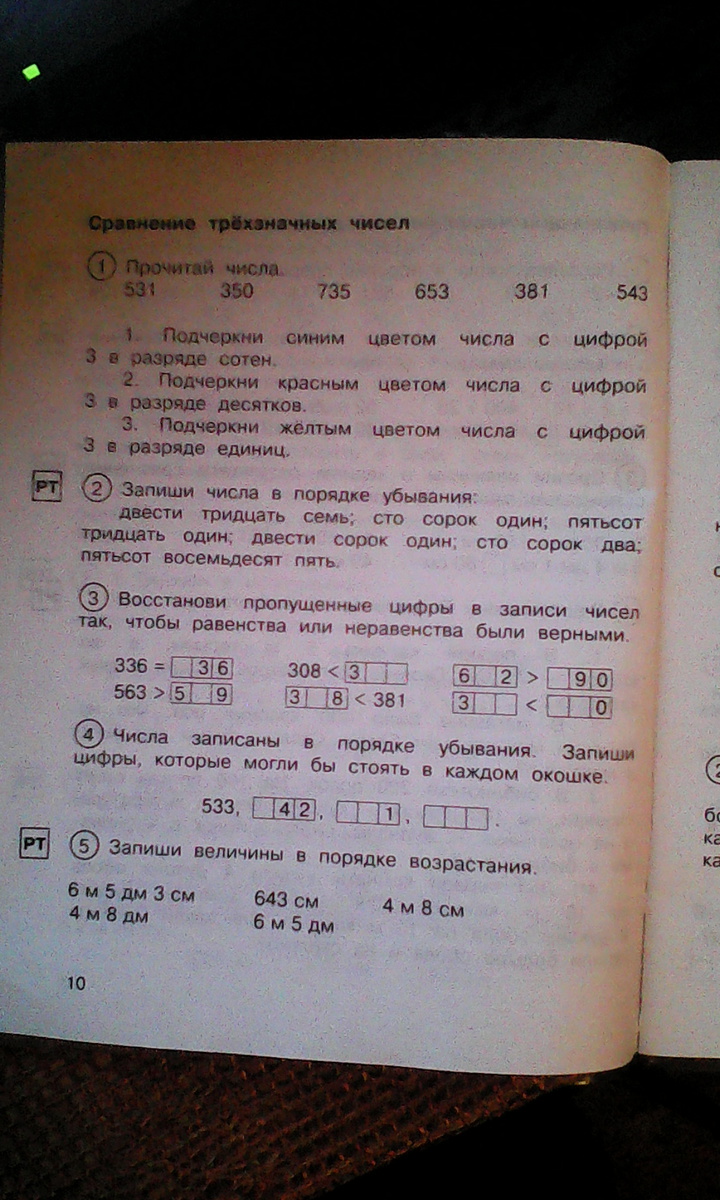 Сравнение трёхзначных чисел
1 Прочитай числа.
531 350 735 653 381 543
1. Подчеркни синим цветом числа с цифрой
3 в разряде сотен.
2. Подчеркни красным цветом числа с цифрой
3 в разряде десятков.
3. Подчеркни жёлтым цветом числа с цифрой
3 в разряде единиц.
РТ 2 Запиши числа в порядке убывания:
двести тридцать семь; сто сорок один; пятьсот
тридцать один; двести сорок один; сто сорок два;
пятьсот восемьдесят пять.
3 Восстанови пропущенные цифры в записи чисел
так, чтобы равенства или неравенства были верными.
336 = 36 308 < 3 6 2 > 90
563 > 5 9 3 8 < 381 3 < 0
4 Числа записаны в порядке убывания. Запиши
цифры, которые могли бы стоять в каждом окошке.
533, 42, 1, .
РТ 5 Запиши величины в порядке возрастания.
6 м 5 дм 3 см 643 см 4 м 8 см
4 м 8 дм 6 м 5 дм
10